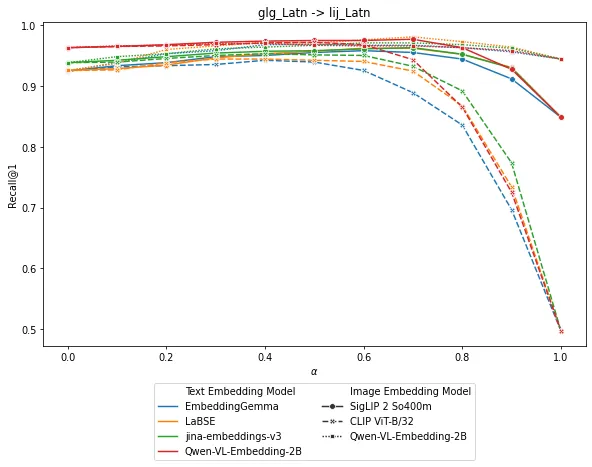 glg_Latn -> lij_Latn
Recall@1
1.0
0.9
0.8
0.7
0.6
0.5
0.0 0.2 0.4 0.6 0.8 1.0
α
Text Embedding Model Image Embedding Model
EmbeddingGemma SigLIP 2 So400m
LaBSE CLIP ViT-B/32
jina-embeddings-v3 Qwen-VL-Embedding-2B
Qwen-VL-Embedding-2B